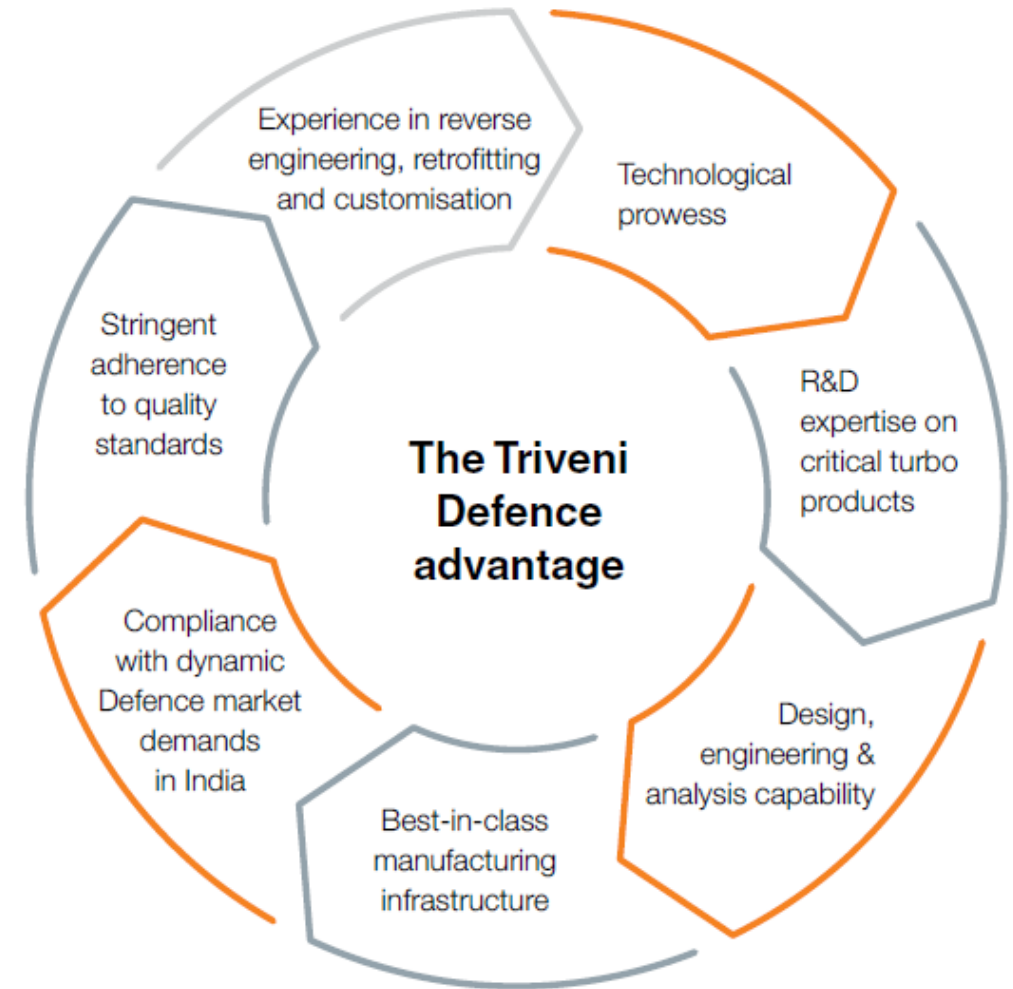 Experience in reverse
engineering, retrofitting
and customisation
Technological
prowess
R&D
expertise on
critical turbo
products
Design,
engineering &
analysis capability
Best-in-class
manufacturing
infrastructure
Compliance
with dynamic
Defence market
demands
in India
Stringent
adherence
to quality
standards
The Triveni
Defence
advantage